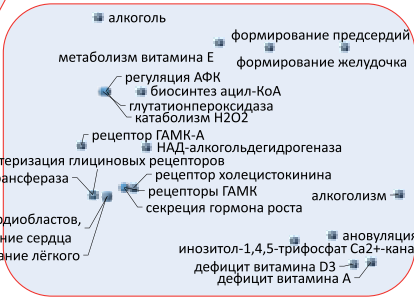 алкоголь
формирование предсердий
метаболизм витамина Е
формирование желудочка
регуляция АФК
биосинтез ацил-КоА
глутатионпероксидаза
катаболизм H2O2
рецептор ГАМК-А
НАД-алкогольдегидрогеназа
теризация глициновых рецепторов
рансфераза
рецептор холецистокинина
рецепторы ГАМК
алкоголизм
секреция гормона роста
рдиобластов,
ановуляция
ние сердца
инозитол-1,4,5-трифосфат Ca2+-кана
ание лёгкого
дефицит витамина D3
дефицит витамина А